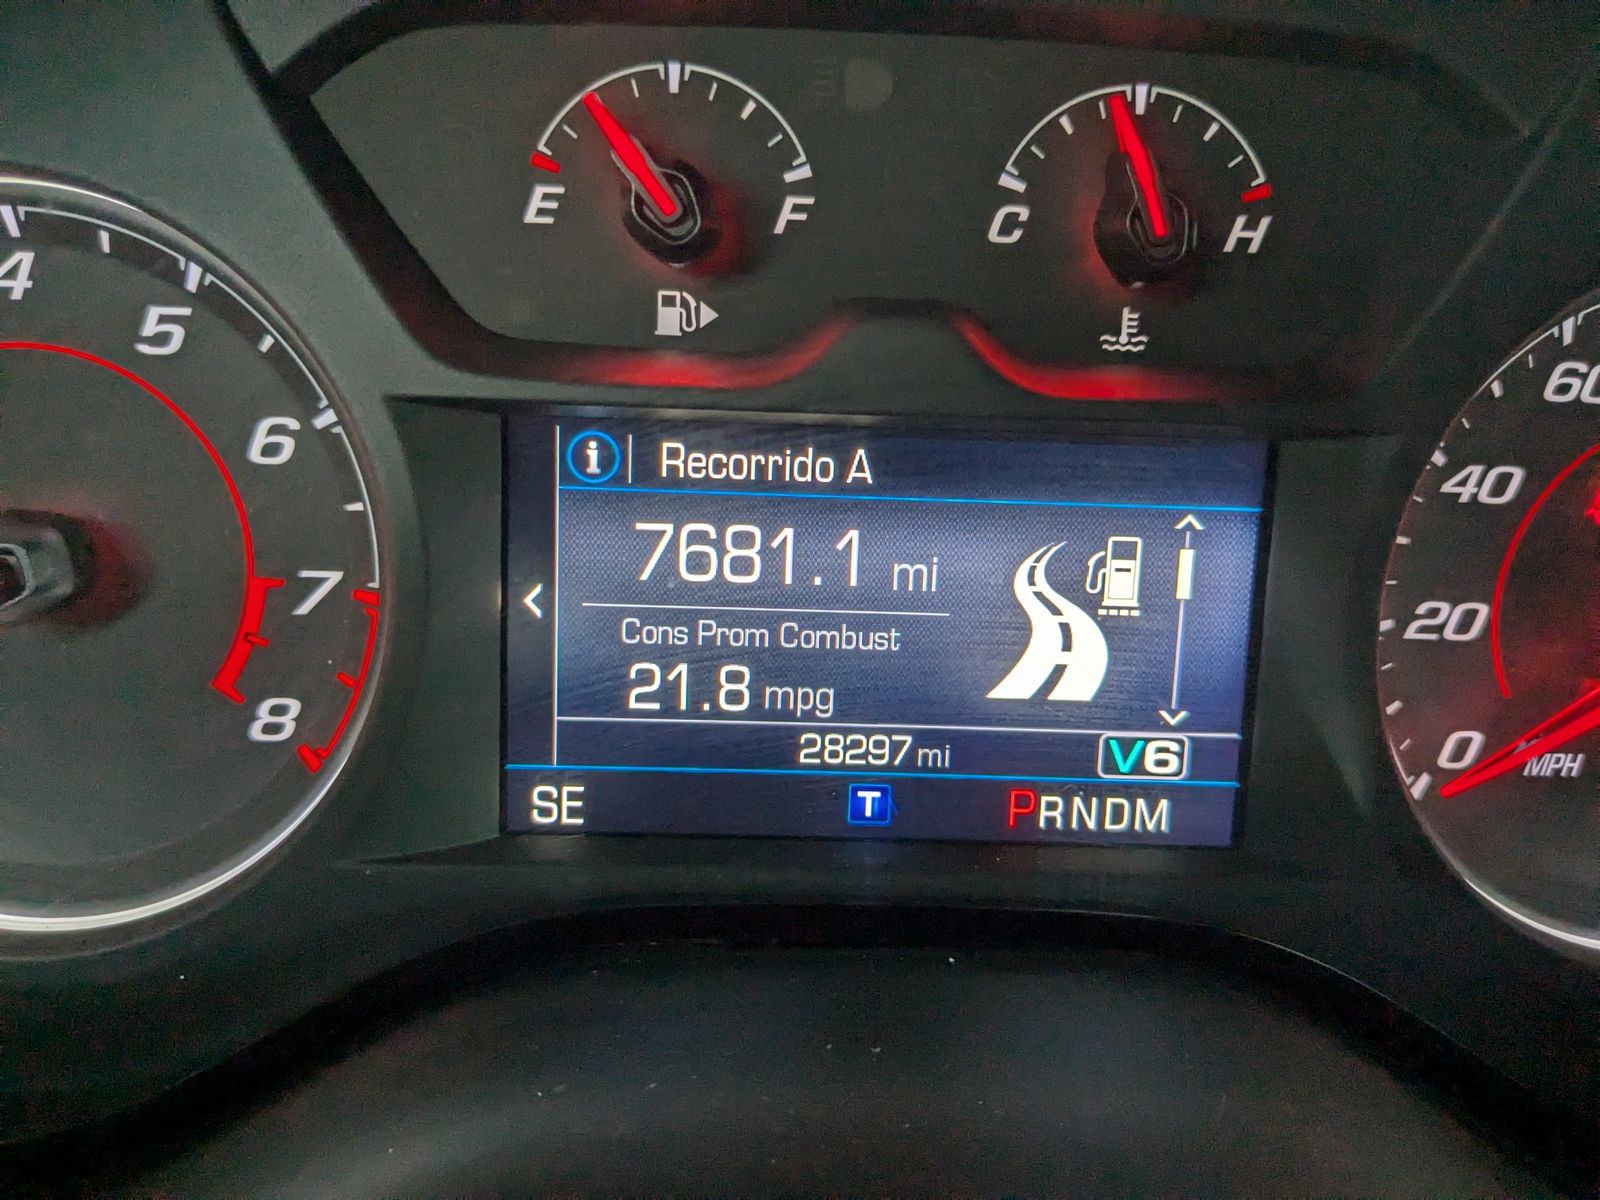 E F
C H
4
5
6
7
8
i Recorrido A
7681.1 mi
Cons Prom Combust
21.8 mpg
28297 mi V6
SE T PRNDM
60
40
20
0
MPH